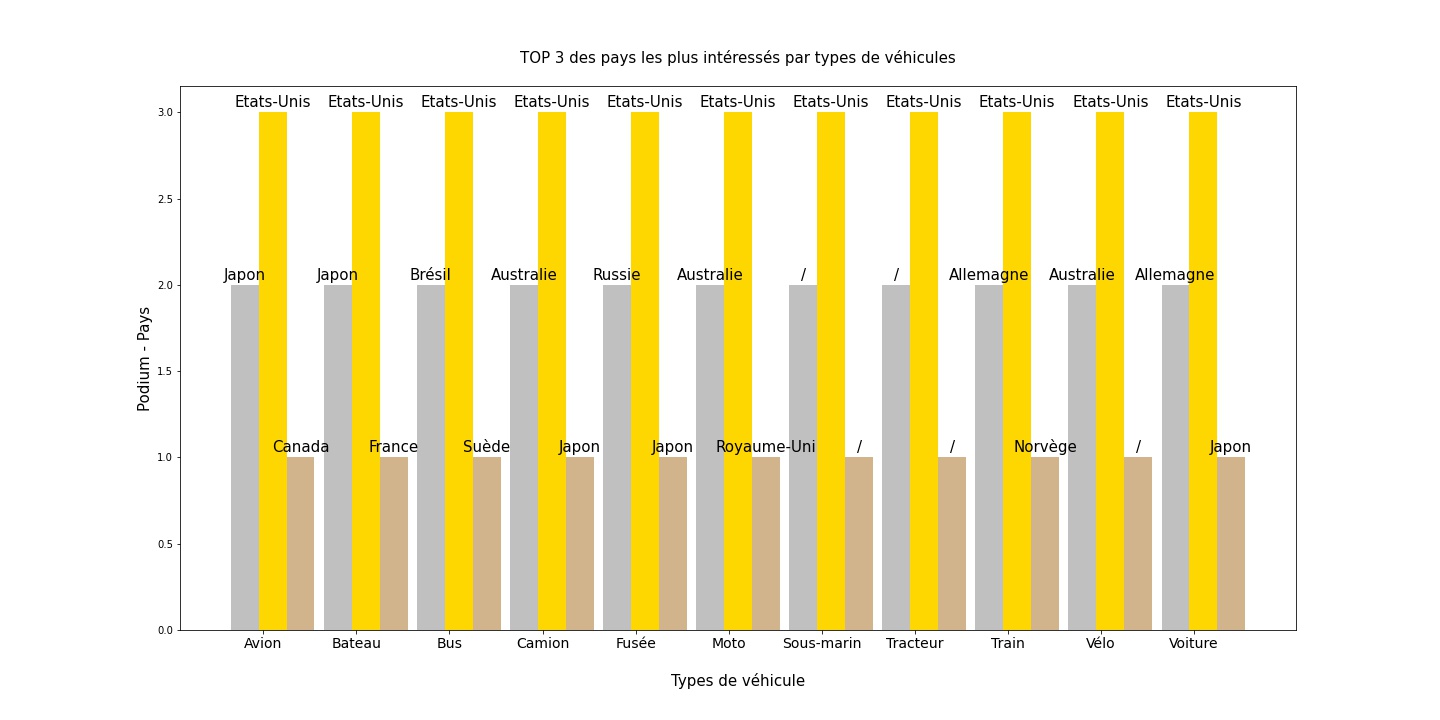 TOP 3 des pays les plus intéressés par types de véhicules
Etats-Unis Etats-Unis Etats-Unis Etats-Unis Etats-Unis Etats-Unis Etats-Unis Etats-Unis Etats-Unis Etats-Unis Etats-Unis
3.0
2.5
Japon Japon Brésil Australie Russie Australie / / Allemagne Australie Allemagne
2.0
Podium - Pays
1.5
Canada France Suède Japon Japon Royaume-Uni / / Norvège / Japon
1.0
0.5
0.0
Avion Bateau Bus Camion Fusée Moto Sous-marin Tracteur Train Vélo Voiture
Types de véhicule